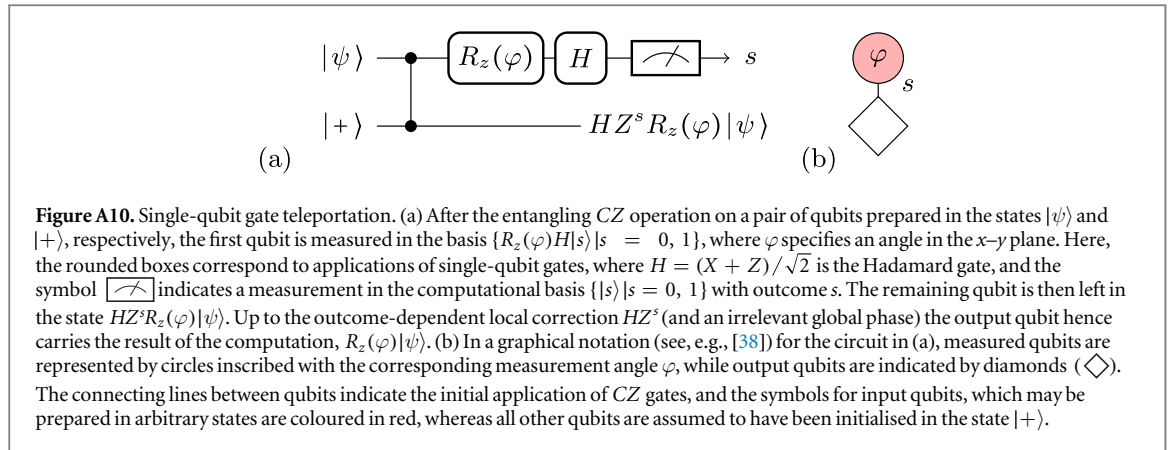 |ψ⟩ R_z(φ) H s φ
s
|+⟩ HZ^s R_z(φ)|ψ⟩
(a) (b)
Figure A10. Single-qubit gate teleportation. (a) After the entangling CZ operation on a pair of qubits prepared in the states |ψ⟩ and
|+⟩, respectively, the first qubit is measured in the basis {R_z(φ)H|s⟩|s = 0, 1}, where φ specifies an angle in the x–y plane. Here,
the rounded boxes correspond to applications of single-qubit gates, where H = (X + Z)/√2 is the Hadamard gate, and the
symbol indicates a measurement in the computational basis {|s⟩|s = 0, 1} with outcome s. The remaining qubit is then left in
the state HZ^s R_z(φ)|ψ⟩. Up to the outcome-dependent local correction HZ^s (and an irrelevant global phase) the output qubit hence
carries the result of the computation, R_z(φ)|ψ⟩. (b) In a graphical notation (see, e.g., [38]) for the circuit in (a), measured qubits are
represented by circles inscribed with the corresponding measurement angle φ, while output qubits are indicated by diamonds (◇).
The connecting lines between qubits indicate the initial application of CZ gates, and the symbols for input qubits, which may be
prepared in arbitrary states are coloured in red, whereas all other qubits are assumed to have been initialised in the state |+⟩.